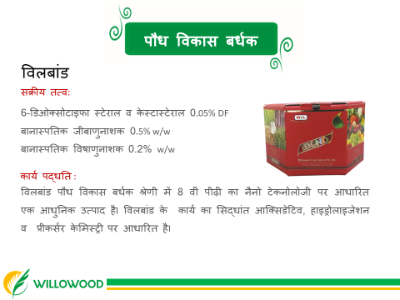 पौध विकास बर्धक
विलबांड
सक्रीय तत्व:
6-डिओक्सोटाइफा स्टेराल व केस्टास्टेराल 0.05% DF
बानास्पतिक जीबाणुनाशक 0.5% w/w
बानास्पतिक विषाणुनाशक 0.2% w/w
कार्य पद्धति :
विलबांड पौध विकास बर्धक श्रेणी में 8 वी पीढ़ी का नैनो टेकनोलोजी पर आधारित
एक आधुनिक उत्पाद है। विलबांड के कार्य का सिद्धांत आक्सिडेटिव, हाइड्रोलाइजेशन
व प्रीकर्सर केमिस्ट्री पर आधारित है।
WILLOWOOD